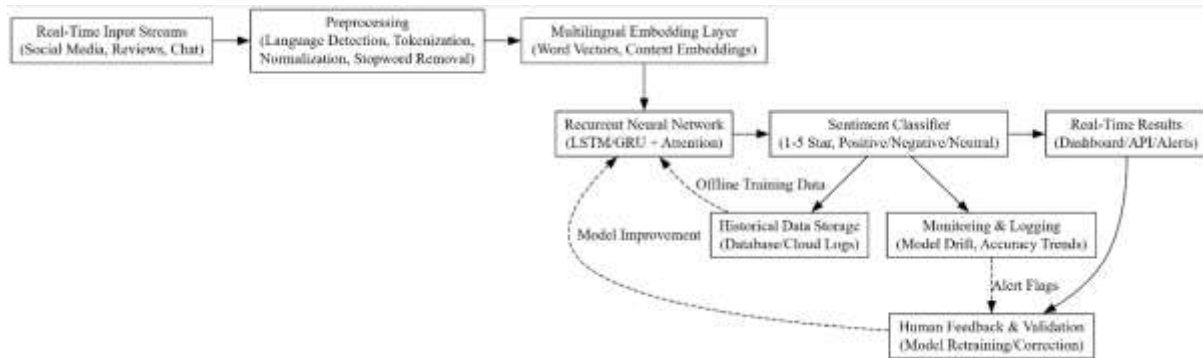 Real-Time Input Streams
(Social Media, Reviews, Chat)
Preprocessing
(Language Detection, Tokenization,
Normalization, Stopword Removal)
Multilingual Embedding Layer
(Word Vectors, Context Embeddings)
Recurrent Neural Network
(LSTM/GRU + Attention)
Sentiment Classifier
(1-5 Star, Positive/Negative/Neutral)
Real-Time Results
(Dashboard/API/Alerts)
Offline Training Data
Model Improvement
Historical Data Storage
(Database/Cloud Logs)
Monitoring & Logging
(Model Drift, Accuracy Trends)
Alert Flags
Human Feedback & Validation
(Model Retraining/Correction)